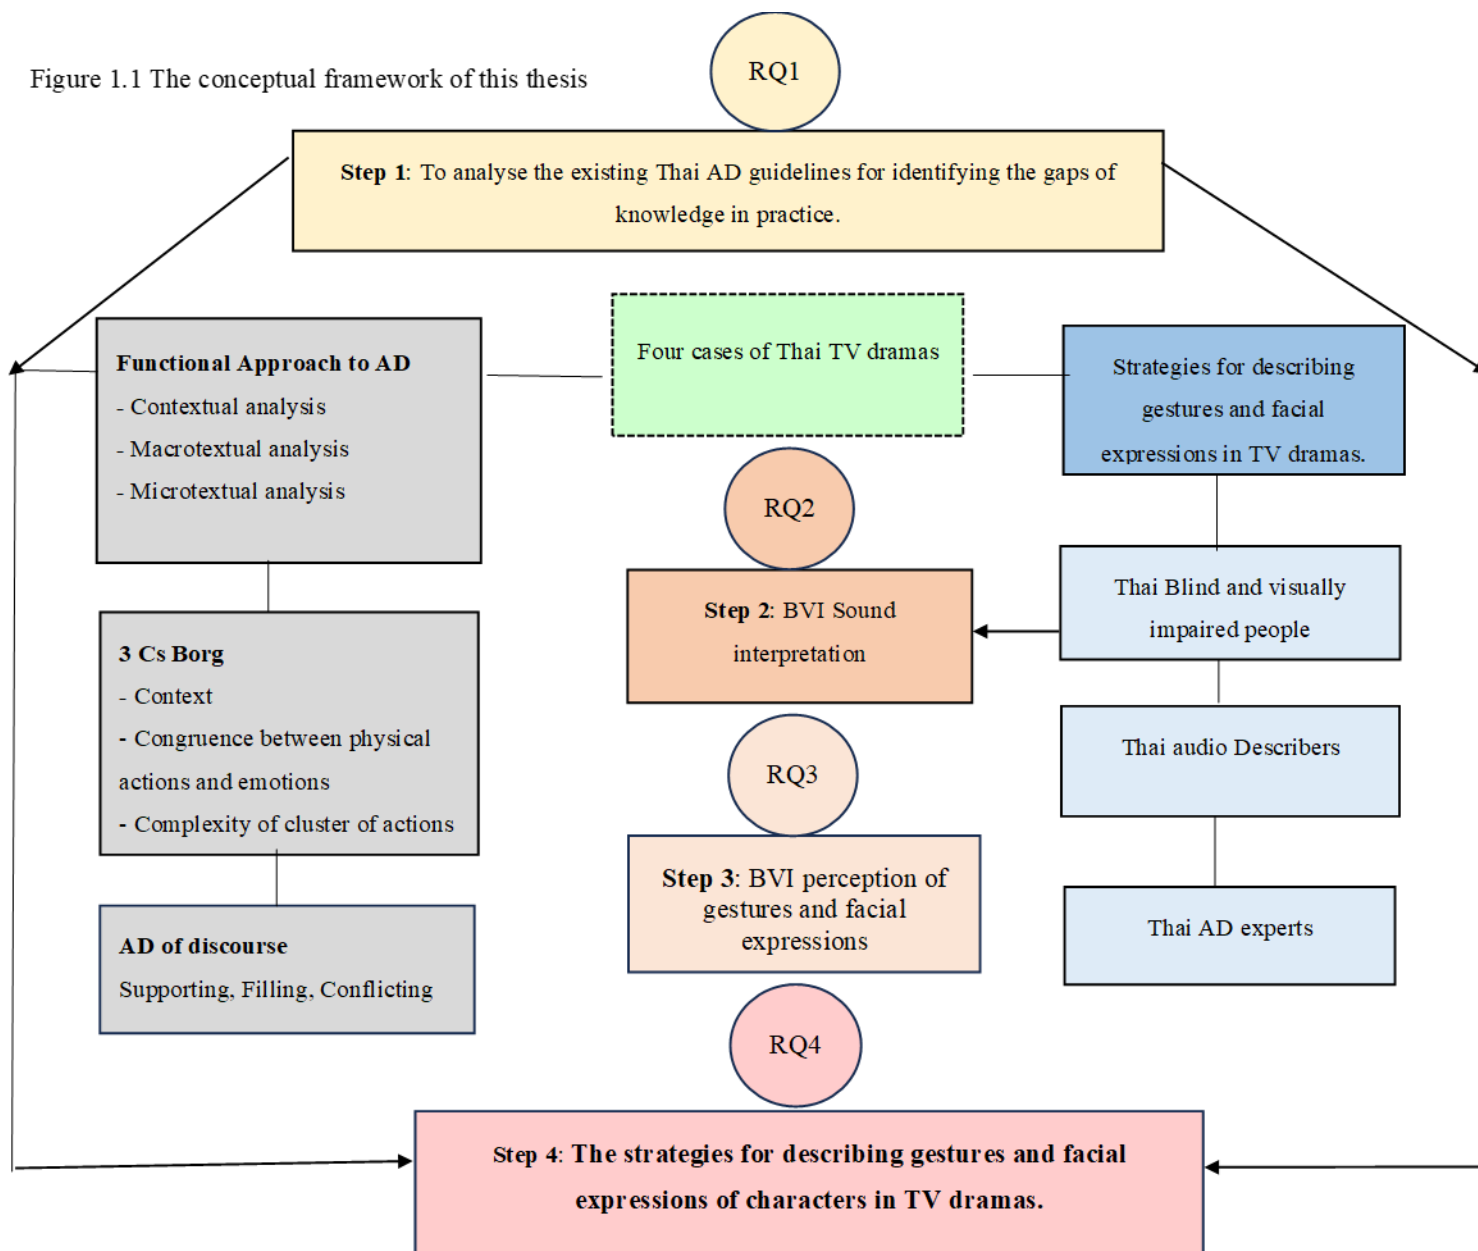 Figure 1.1 The conceptual framework of this thesis
RQ1
Step 1: To analyse the existing Thai AD guidelines for identifying the gaps of
knowledge in practice.
Functional Approach to AD
- Contextual analysis
- Macrotextual analysis
- Microtextual analysis
Four cases of Thai TV dramas
Strategies for describing
gestures and facial
expressions in TV dramas.
RQ2
Step 2: BVI Sound
interpretation
Thai Blind and visually
impaired people
3 Cs Borg
- Context
- Congruence between physical
actions and emotions
- Complexity of cluster of actions
RQ3
Thai audio Describers
Step 3: BVI perception of
gestures and facial
expressions
Thai AD experts
AD of discourse
Supporting, Filling, Conflicting
RQ4
Step 4: The strategies for describing gestures and facial
expressions of characters in TV dramas.